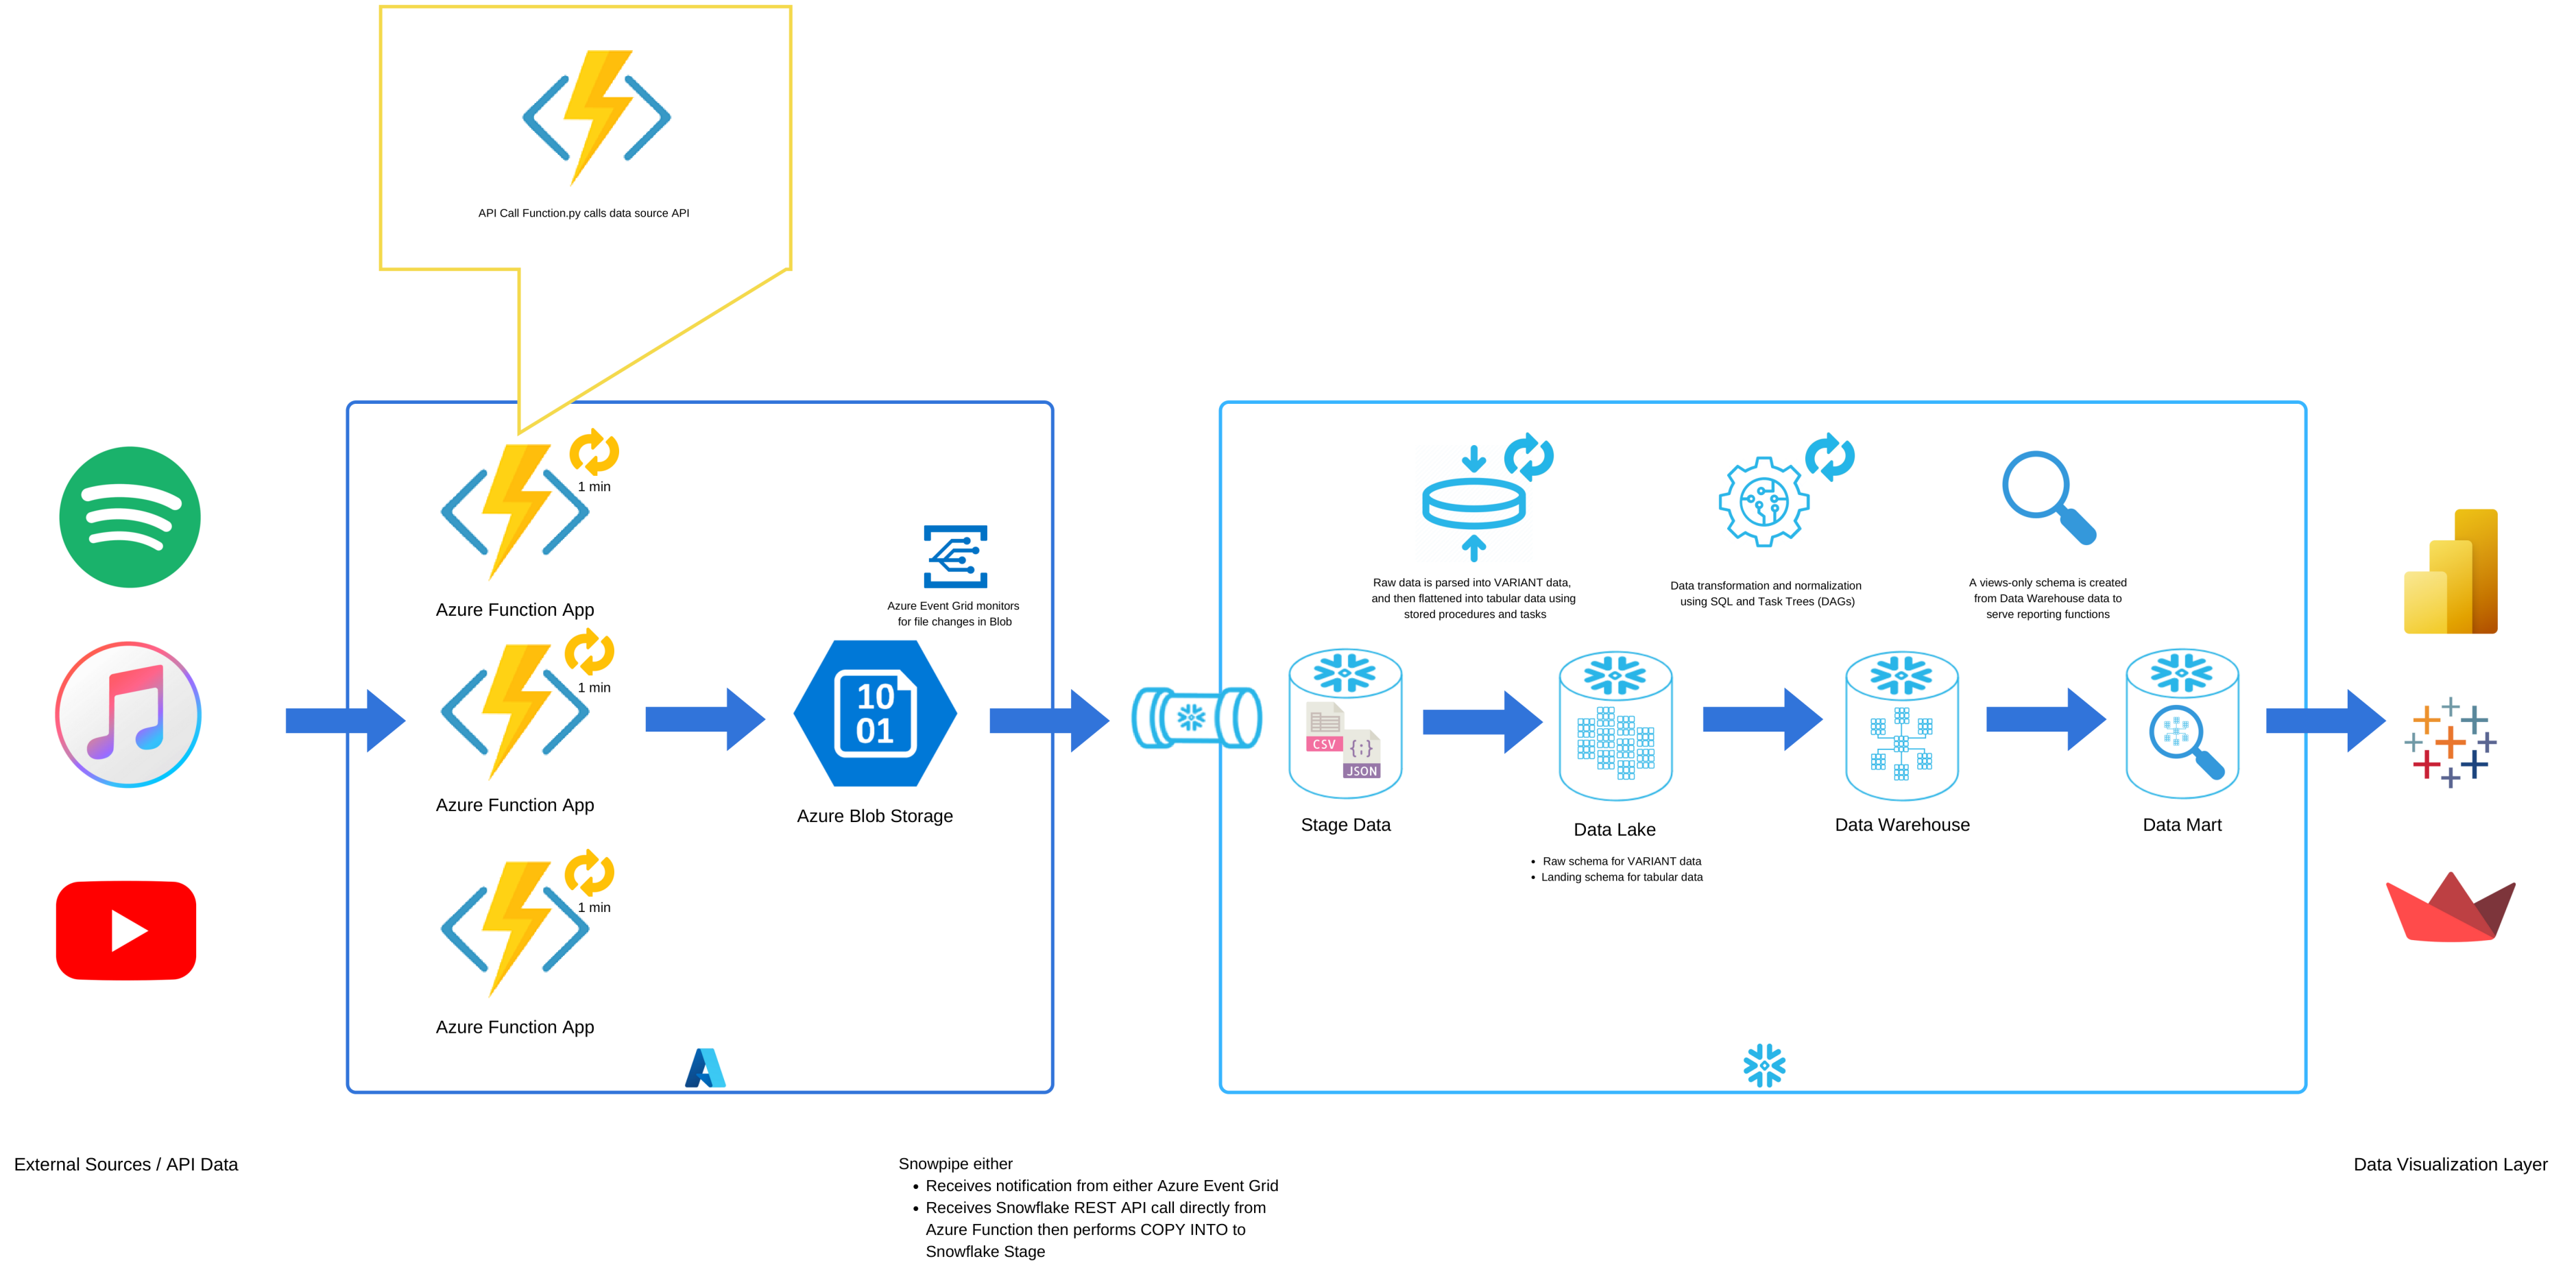 API Call Function.py calls data source API
1 min
Azure Function App
1 min
Azure Function App
1 min
Azure Function App
Azure Event Grid monitors
for file changes in Blob
10
01
Azure Blob Storage
Raw data is parsed into VARIANT data,
and then flattened into tabular data using
stored procedures and tasks
Data transformation and normalization
using SQL and Task Trees (DAGs)
A views-only schema is created
from Data Warehouse data to
serve reporting functions
CSV
{;}
JSON
Stage Data
Data Lake
• Raw schema for VARIANT data
• Landing schema for tabular data
Data Warehouse
Data Mart
External Sources / API Data
Snowpipe either
• Receives notification from either Azure Event Grid
• Receives Snowflake REST API call directly from
Azure Function then performs COPY INTO to
Snowflake Stage
Data Visualization Layer